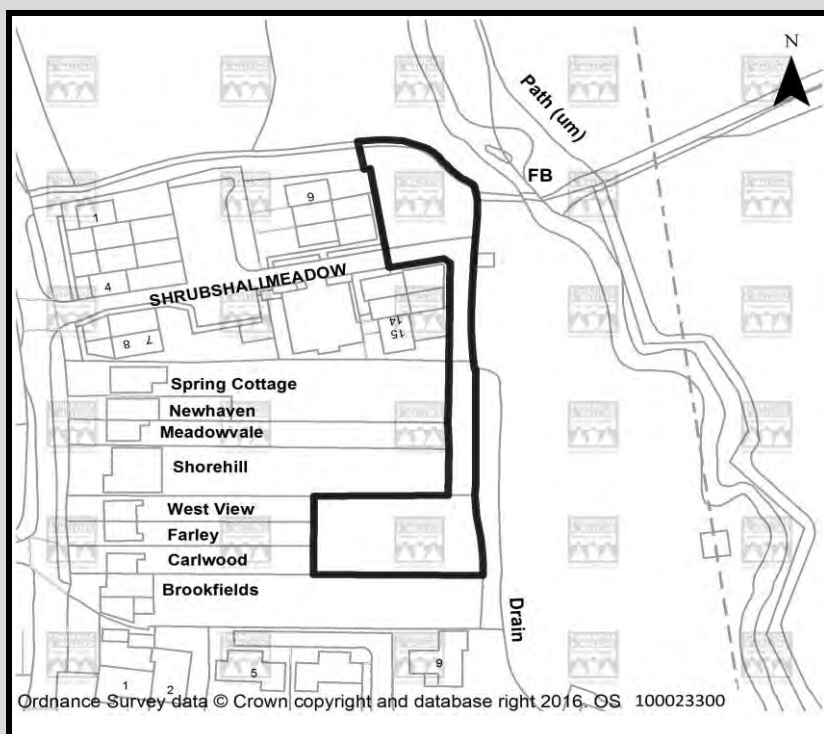 N
Path (um)
FB
1
9
4
SHRUBSHALLMEADOW
14
15
8
7
Spring Cottage
Newhaven
Meadowvale
Shorehill
West View
Farley
Carlwood
Brookfields
Drain
1
2
5
9
Ordnance Survey data © Crown copyright and database right 2016. OS 100023300